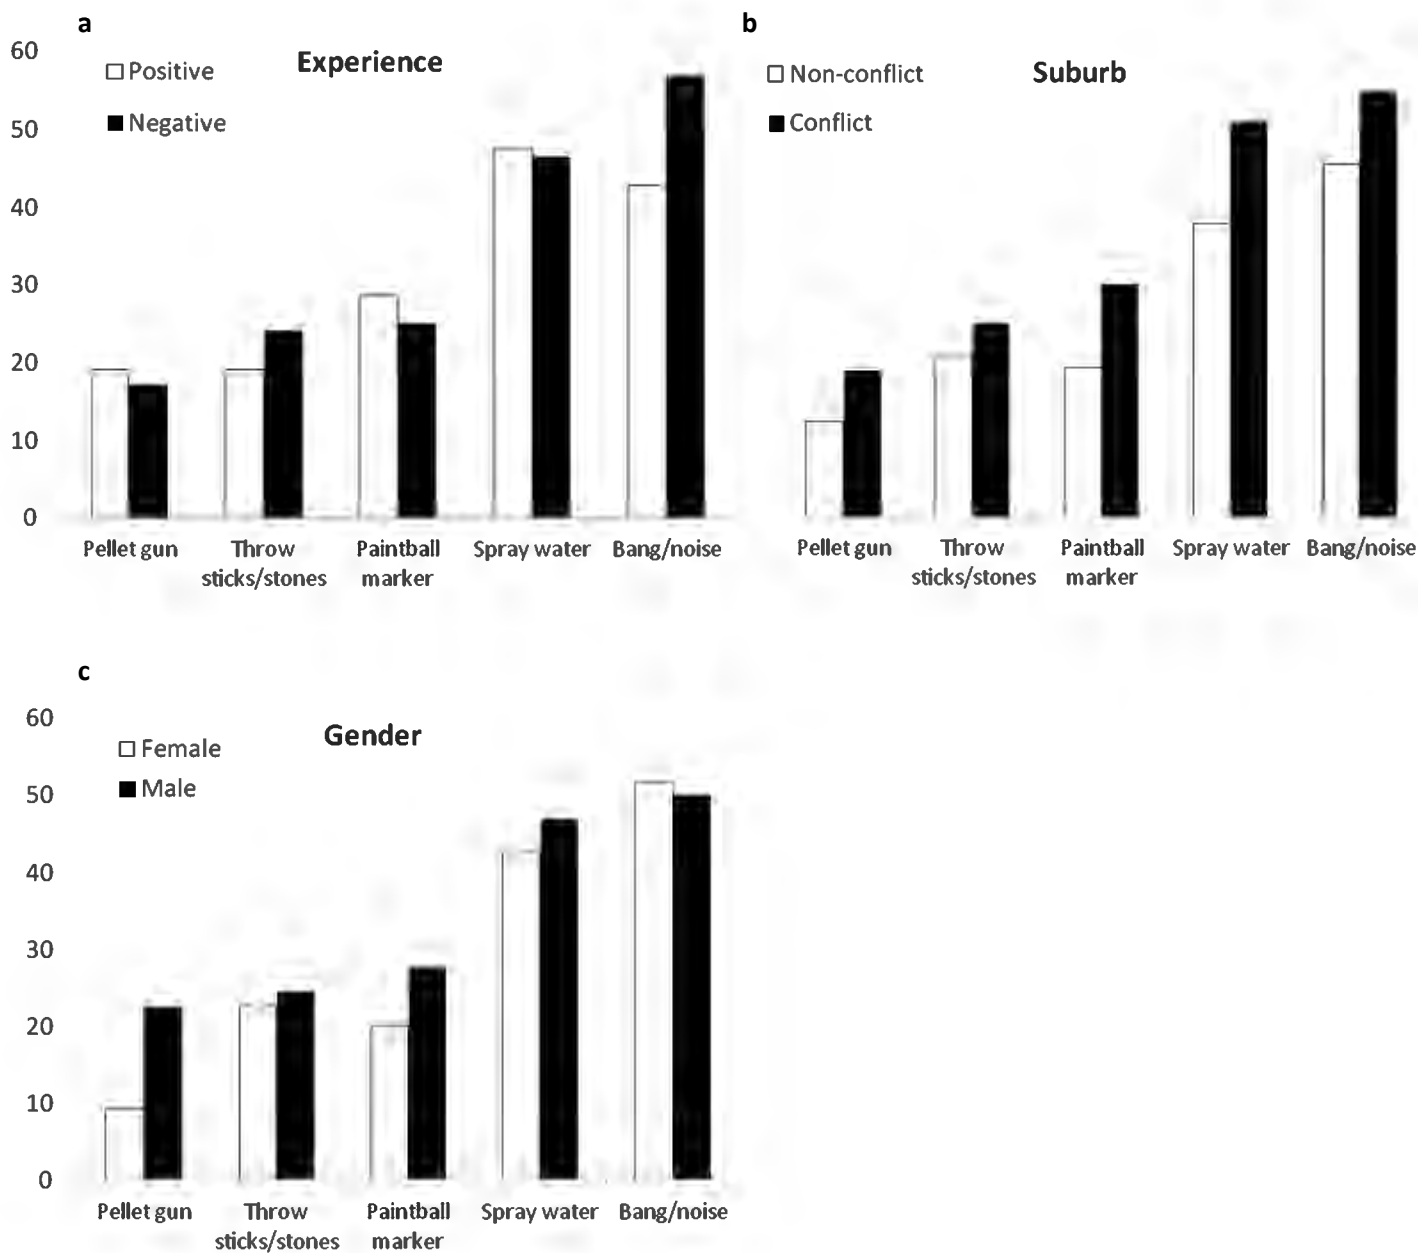 a
Experience
Positive
Negative
60
50
40
30
20
10
0
Pellet gun
Throw
sticks/stones
Paintball
marker
Spray water
Bang/noise
b
Suburb
Non-conflict
Conflict
Pellet gun
Throw
sticks/stones
Paintball
marker
Spray water
Bang/noise
c
Gender
Female
Male
60
50
40
30
20
10
0
Pellet gun
Throw
sticks/stones
Paintball
marker
Spray water
Bang/noise